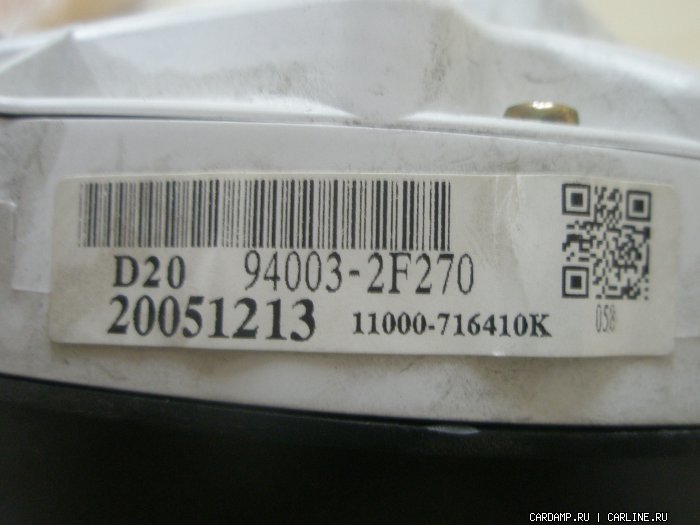 D20 94003-2F270
20051213 11000-716410K
058
CARDAMP.RU | CARLINE.RU